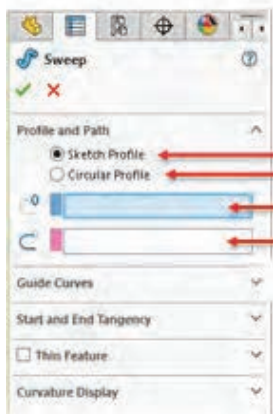 Sweep
Profile and Path
Sketch Profile
Circular Profile
Guide Curves
Start and End Tangency
Thin Feature
Curvature Display